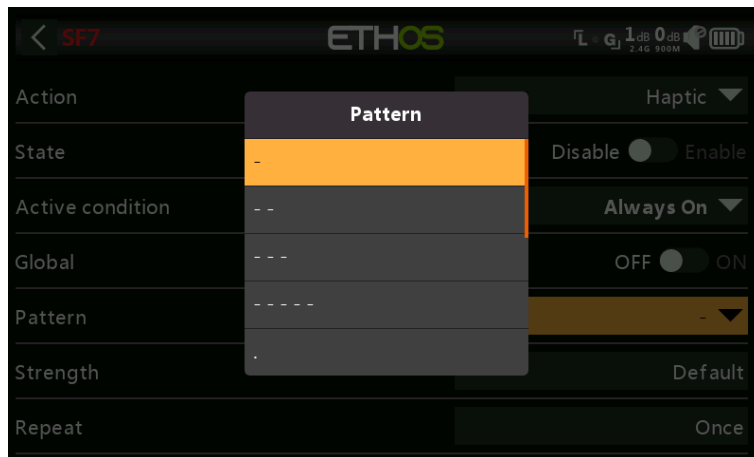 SF7
ETHOS
L G 1dB 0dB
2.4G 900M
Action Haptic
Pattern
State Disable Enable
-
Active condition Always On
- -
Global OFF ON
- - -
Pattern -
- - - - -
Strength Default
.
Repeat Once